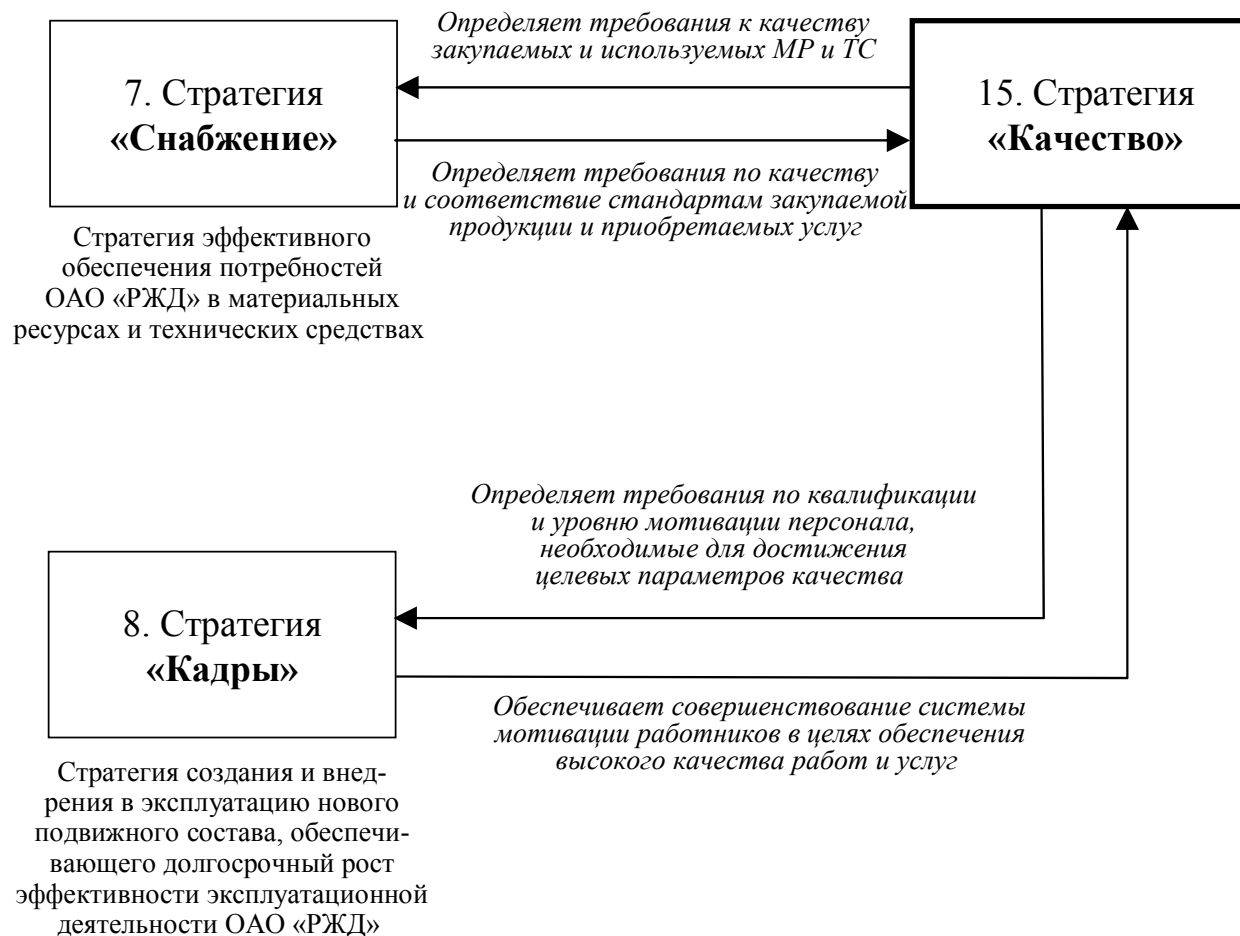 Определяет требования к качеству
закупаемых и используемых МР и ТС
7. Стратегия
«Снабжение»
15. Стратегия
«Качество»
Определяет требования по качеству
и соответствие стандартам закупаемой
продукции и приобретаемых услуг
Стратегия эффективного
обеспечения потребностей
ОАО «РЖД» в материальных
ресурсах и технических средствах
Определяет требования по квалификации
и уровню мотивации персонала,
необходимые для достижения
целевых параметров качества
8. Стратегия
«Кадры»
Обеспечивает совершенствование системы
мотивации работников в целях обеспечения
высокого качества работ и услуг
Стратегия создания и внед-
рения в эксплуатацию нового
подвижного состава, обеспечи-
вающего долгосрочный рост
эффективности эксплуатационной
деятельности ОАО «РЖД»